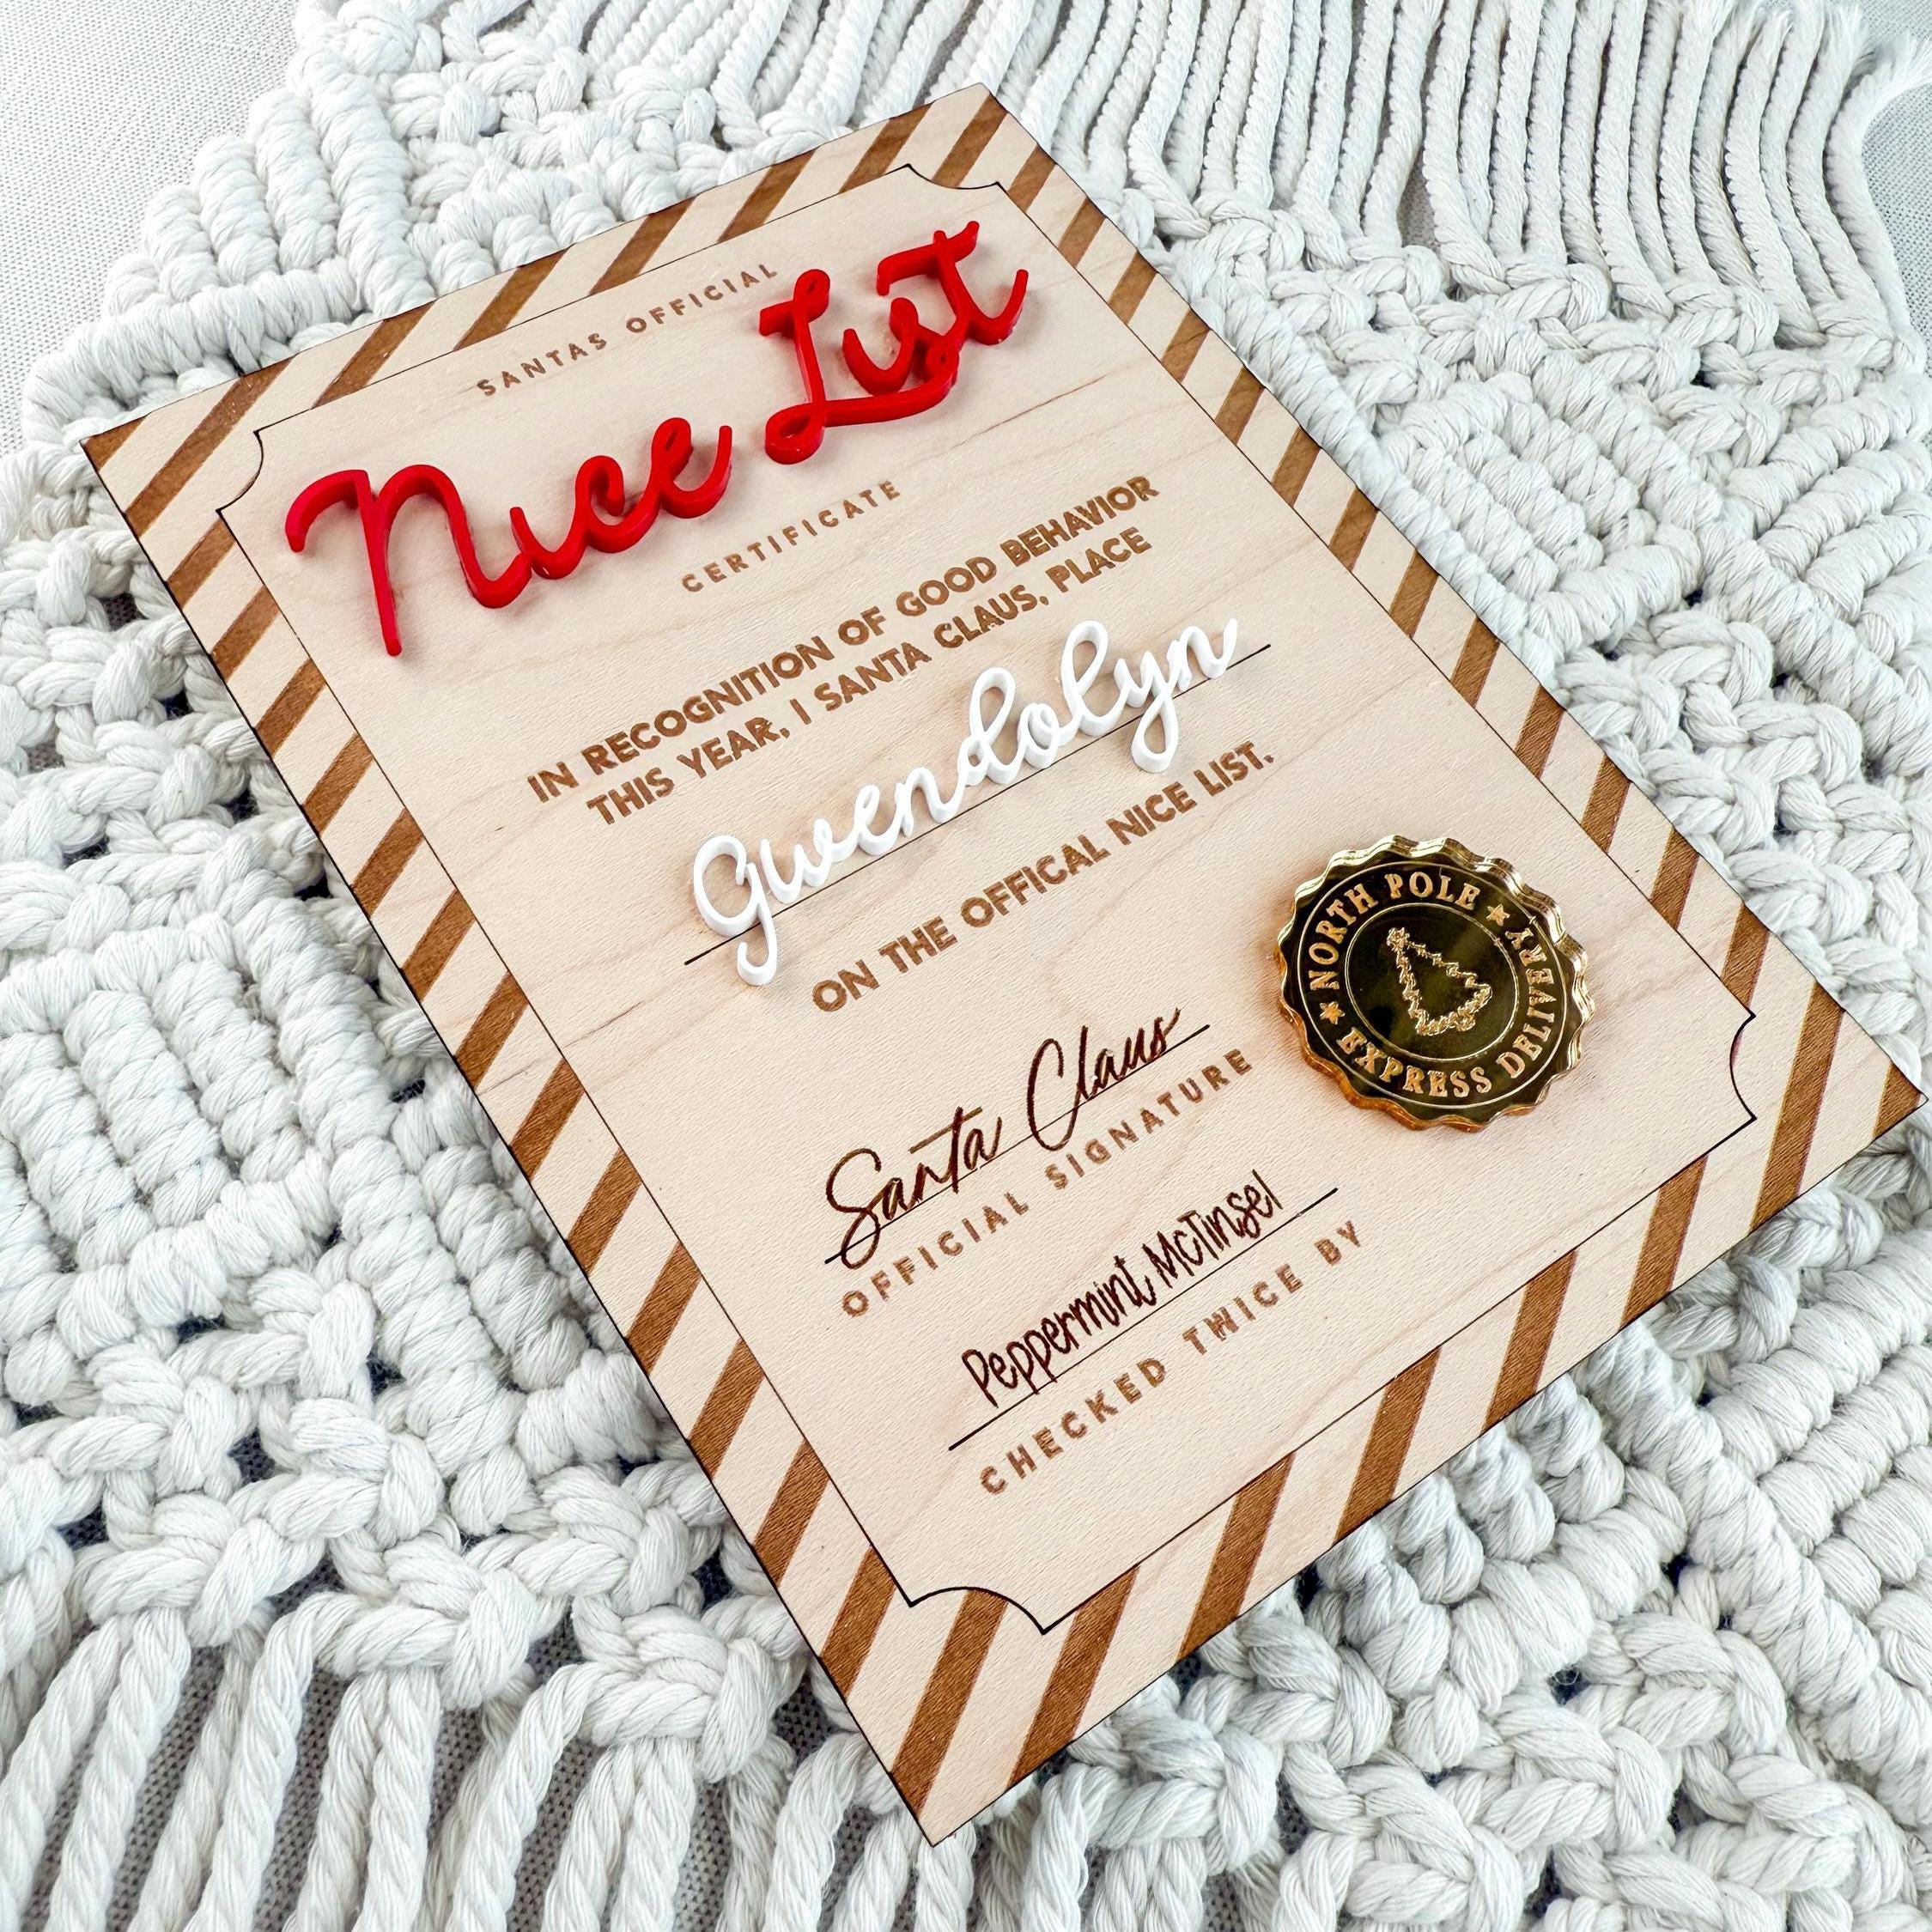 SANTAS OFFICIAL
Nice List
CERTIFICATE
IN RECOGNITION OF GOOD BEHAVIOR
THIS YEAR, I SANTA CLAUS, PLACE
Gwendolyn
ON THE OFFICAL NICE LIST.
Santa Claus
OFFICIAL SIGNATURE
Peppermint McTinsel
CHECKED TWICE BY
★ NORTH POLE ★
EXPRESS DELIVERY